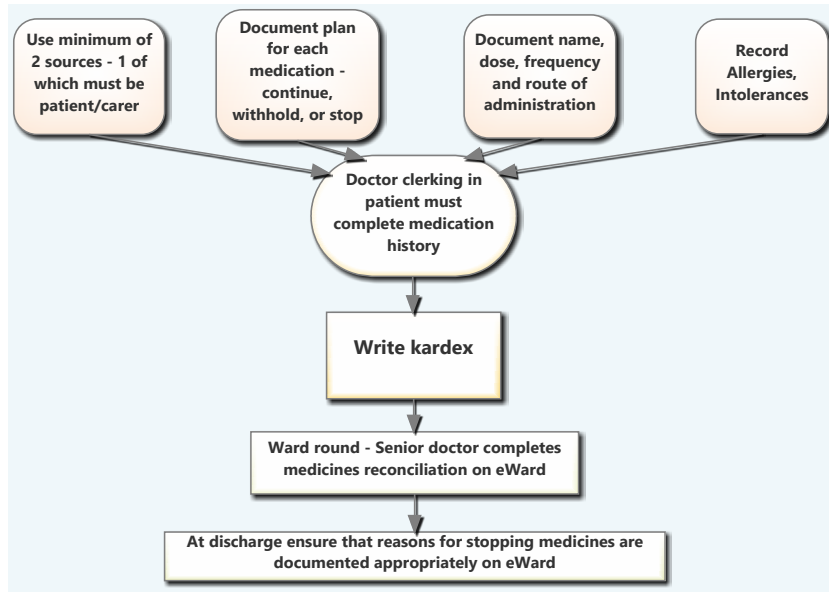 Use minimum of
2 sources - 1 of
which must be
patient/carer
Document plan
for each
medication -
continue,
withhold, or stop
Document name,
dose, frequency
and route of
administration
Record
Allergies,
Intolerances
Doctor clerking in
patient must
complete medication
history
Write kardex
Ward round - Senior doctor completes
medicines reconciliation on eWard
At discharge ensure that reasons for stopping medicines are
documented appropriately on eWard